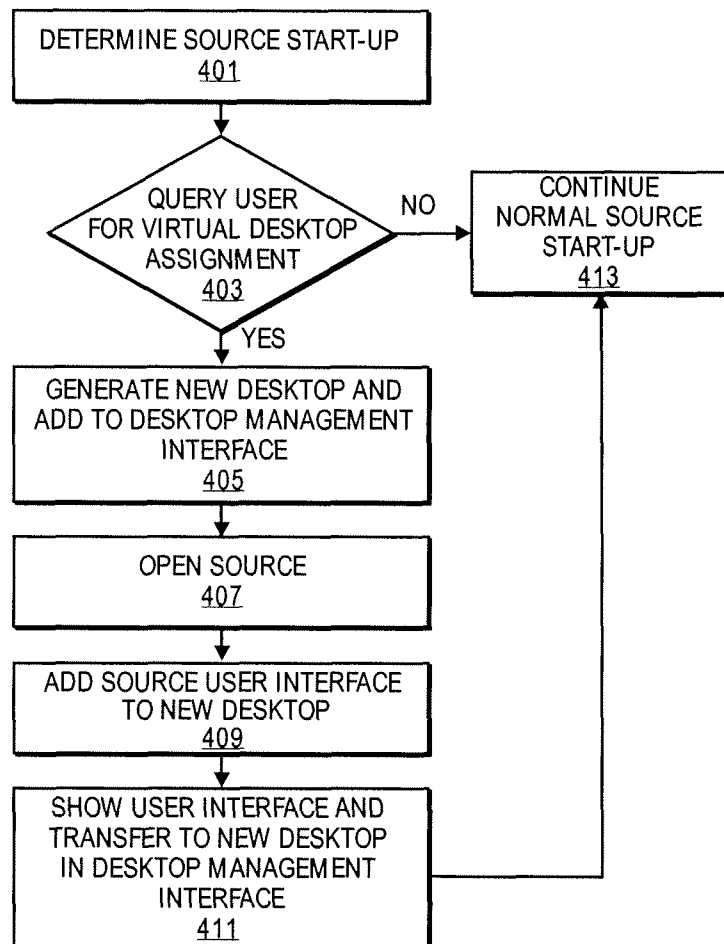 DETERMINE SOURCE START-UP
401
QUERY USER
FOR VIRTUAL DESKTOP
ASSIGNMENT
403
NO
CONTINUE
NORMAL SOURCE
START-UP
413
YES
GENERATE NEW DESKTOP AND
ADD TO DESKTOP MANAGEMENT
INTERFACE
405
OPEN SOURCE
407
ADD SOURCE USER INTERFACE
TO NEW DESKTOP
409
SHOW USER INTERFACE AND
TRANSFER TO NEW DESKTOP
IN DESKTOP MANAGEMENT
INTERFACE
411